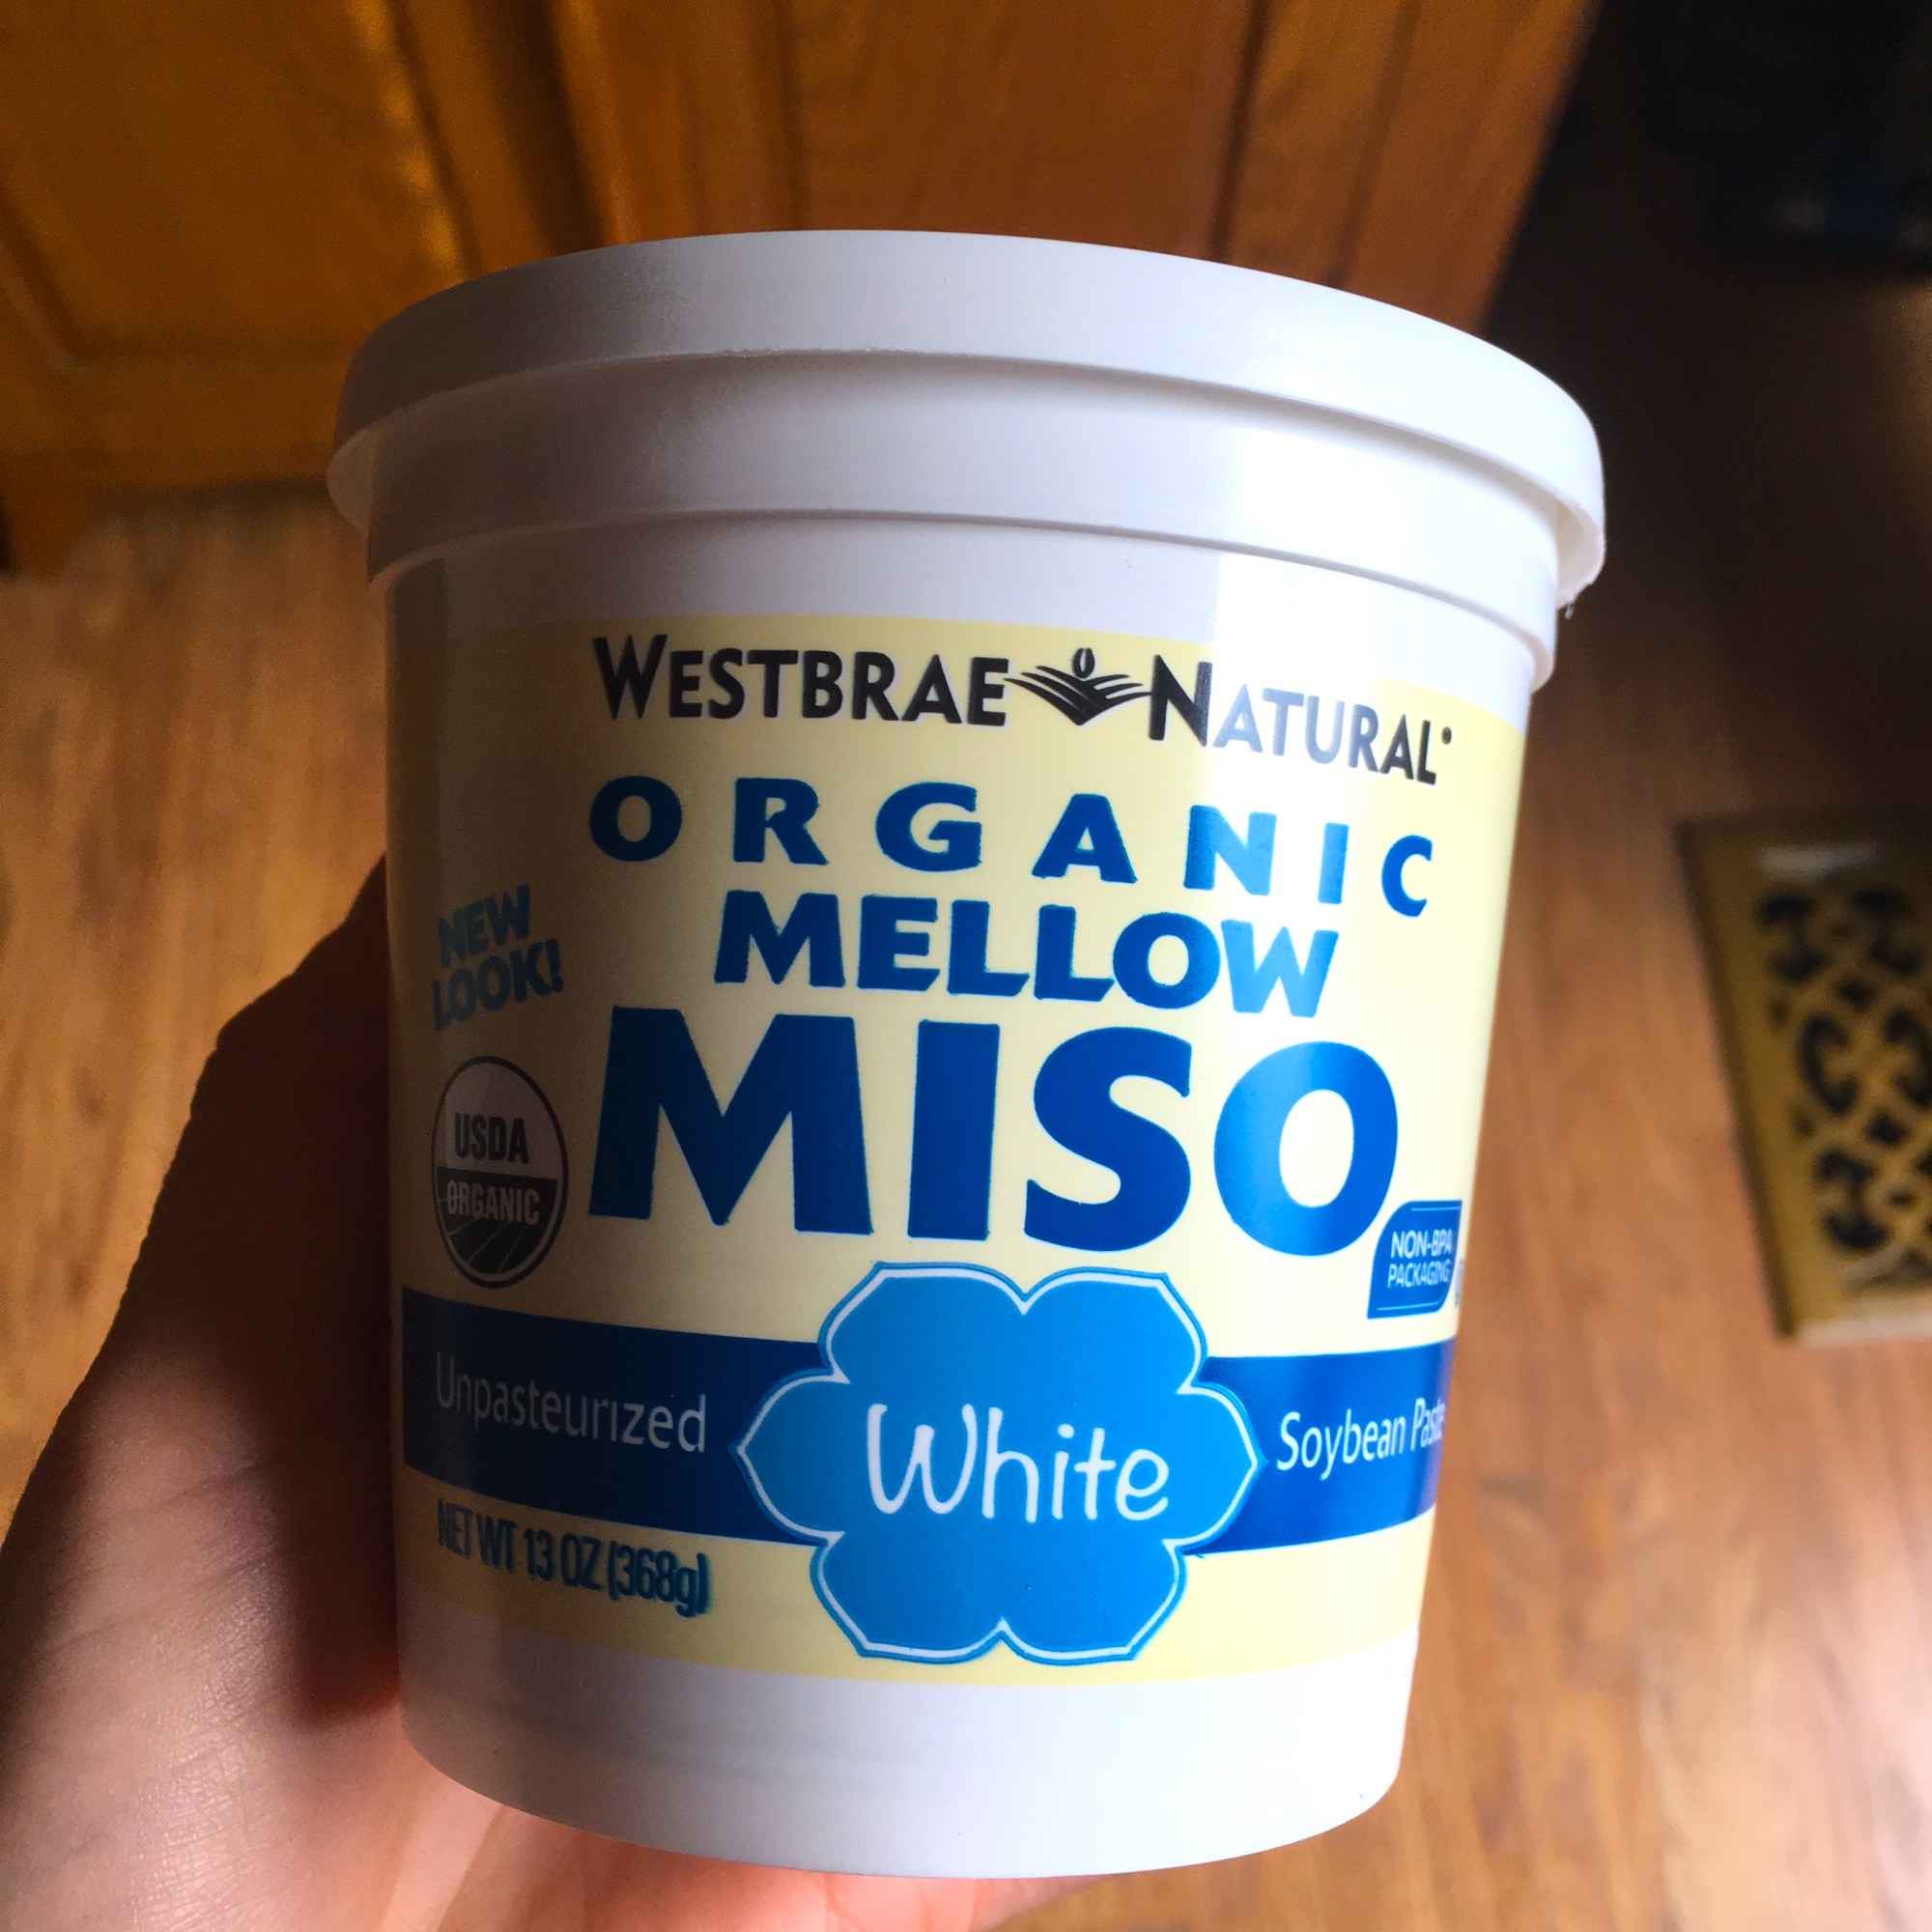 WESTBRAE NATURAL
ORGANIC
MELLOW
MISO
NEW
LOOK!
USDA
ORGANIC
NON-BPA
PACKAGING
Unpasteurized
White
Soybean Paste
NET WT 13 OZ (368g)